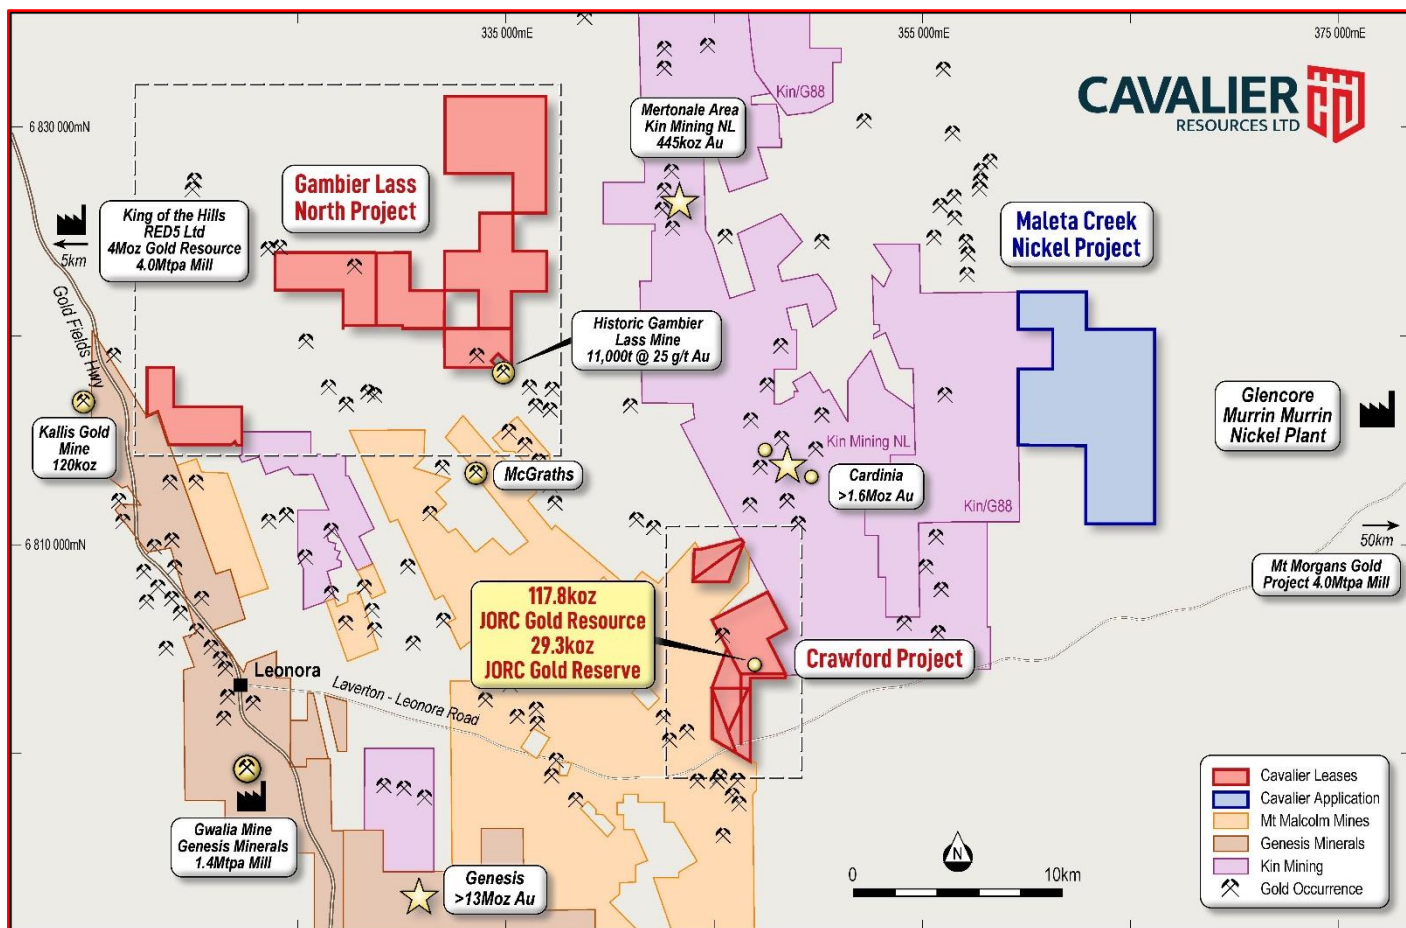 335 000mE
355 000mE
375 000mE
6 830 000mN
6 810 000mN
CAVALIER
RESOURCES LTD
Kin/G88
Mertonale Area
Kin Mining NL
445koz Au
Gambier Lass
North Project
King of the Hills
RED5 Ltd
4Moz Gold Resource
4.0Mtpa Mill
5km
Gold Fields Hwy
Maleta Creek
Nickel Project
Historic Gambier
Lass Mine
11,000t @ 25 g/t Au
Glencore
Murrin Murrin
Nickel Plant
Kallis Gold
Mine
120koz
McGraths
Kin Mining NL
Cardinia
>1.6Moz Au
Kin/G88
50km
Mt Morgans Gold
Project 4.0Mtpa Mill
117.8koz
JORC Gold Resource
29.3koz
JORC Gold Reserve
Crawford Project
Leonora
Laverton - Leonora Road
Gwalia Mine
Genesis Minerals
1.4Mtpa Mill
Genesis
>13Moz Au
N
0
10km
Cavalier Leases
Cavalier Application
Mt Malcolm Mines
Genesis Minerals
Kin Mining
Gold Occurrence